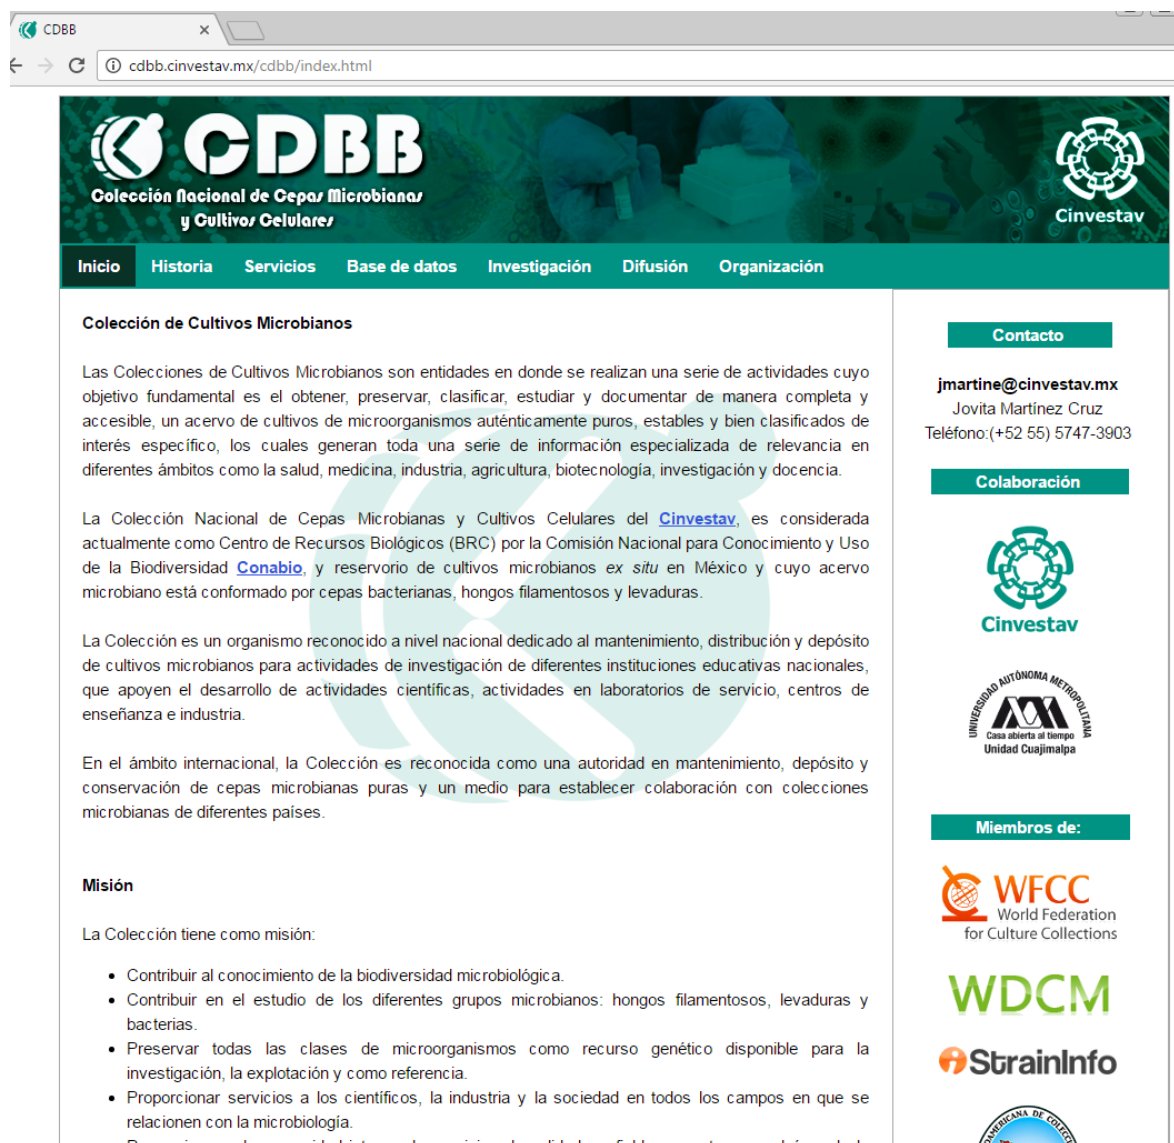 CDBB
cdbb.cinvestav.mx/cdbb/index.html
CDBB
Colección Nacional de Cepas Microbianas
y Cultivos Celulares
Cinvestav
Inicio Historia Servicios Base de datos Investigación Difusión Organización
Colección de Cultivos Microbianos
Las Colecciones de Cultivos Microbianos son entidades en donde se realizan una serie de actividades cuyo
objetivo fundamental es el obtener, preservar, clasificar, estudiar y documentar de manera completa y
accesible, un acervo de cultivos de microorganismos auténticamente puros, estables y bien clasificados de
interés específico, los cuales generan toda una serie de información especializada de relevancia en
diferentes ámbitos como la salud, medicina, industria, agricultura, biotecnología, investigación y docencia.
La Colección Nacional de Cepas Microbianas y Cultivos Celulares del Cinvestav, es considerada
actualmente como Centro de Recursos Biológicos (BRC) por la Comisión Nacional para Conocimiento y Uso
de la Biodiversidad Conabio, y reservorio de cultivos microbianos ex situ en México y cuyo acervo
microbiano está conformado por cepas bacterianas, hongos filamentosos y levaduras.
La Colección es un organismo reconocido a nivel nacional dedicado al mantenimiento, distribución y depósito
de cultivos microbianos para actividades de investigación de diferentes instituciones educativas nacionales,
que apoyen el desarrollo de actividades científicas, actividades en laboratorios de servicio, centros de
enseñanza e industria.
En el ámbito internacional, la Colección es reconocida como una autoridad en mantenimiento, depósito y
conservación de cepas microbianas puras y un medio para establecer colaboración con colecciones
microbianas de diferentes países.
Misión
La Colección tiene como misión:
• Contribuir al conocimiento de la biodiversidad microbiológica.
• Contribuir en el estudio de los diferentes grupos microbianos: hongos filamentosos, levaduras y
bacterias.
• Preservar todas las clases de microorganismos como recurso genético disponible para la
investigación, la explotación y como referencia.
• Proporcionar servicios a los científicos, la industria y la sociedad en todos los campos en que se
relacionen con la microbiología.
Contacto
jmartine@cinvestav.mx
Jovita Martínez Cruz
Teléfono:(+52 55) 5747-3903
Colaboración
Cinvestav
UNIVERSIDAD AUTÓNOMA METROPOLITANA
Casa abierta al tiempo
Unidad Cuajimalpa
Miembros de:
WFCC
World Federation
for Culture Collections
WDCM
StrainInfo